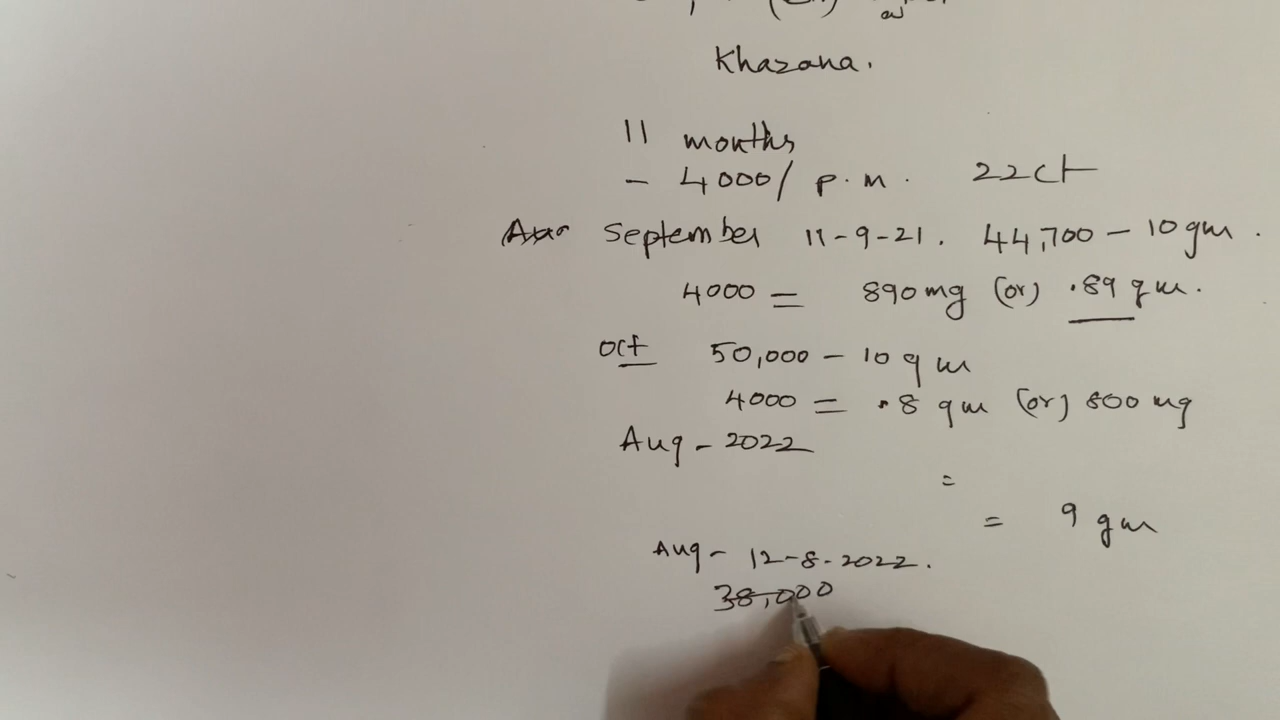 Khazana.
11 months
- 4000/ p.m. 22ct
September 11-9-21. 44,700 - 10 gm.
4000 = 890 mg (or) .89 gm.
Oct 50,000 - 10 gm
4000 = .8 gm (or) 800 mg
Aug - 2022
=
= 9 gm
Aug - 12-8-2022.
38,000